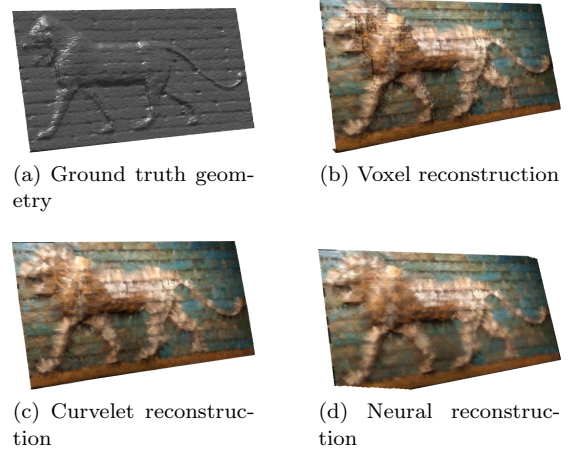 (a) Ground truth geom-
etry
(b) Voxel reconstruction
(c) Curvelet reconstruc-
tion
(d) Neural reconstruc-
tion